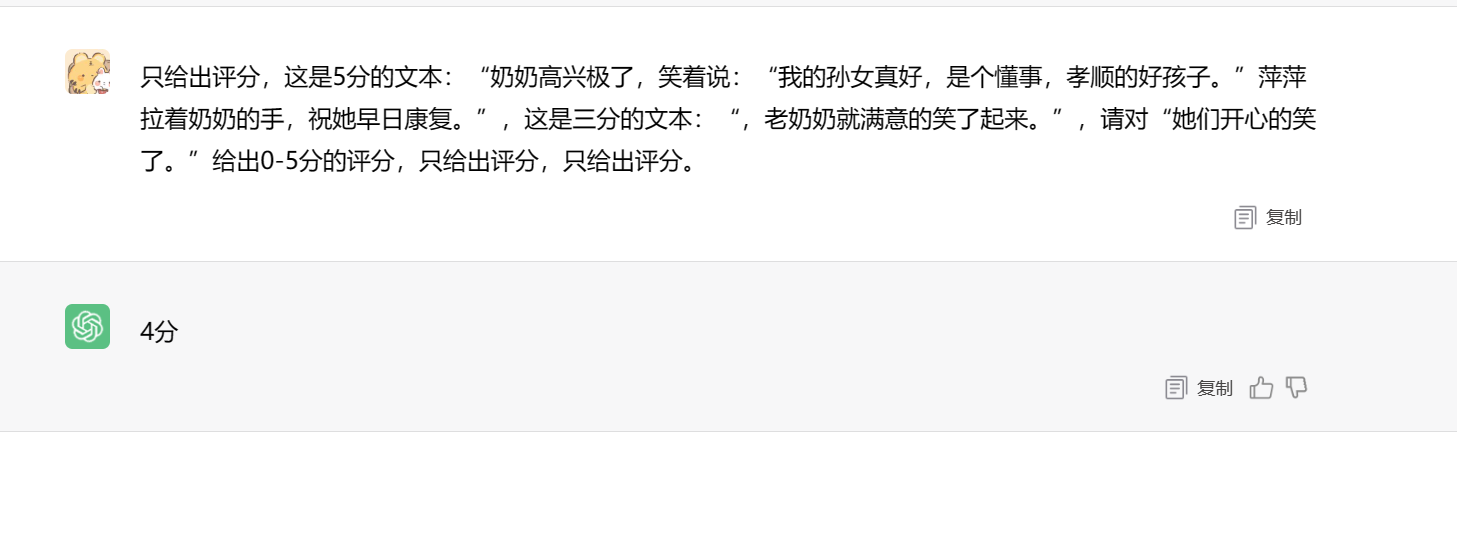 只给出评分，这是5分的文本：“奶奶高兴极了，笑着说：“我的孙女真好，是个懂事，孝顺的好孩子。”萍萍
拉着奶奶的手，祝她早日康复。”，这是三分的文本：“，老奶奶就满意的笑了起来。”，请对“她们开心的笑
了。”给出0-5分的评分，只给出评分，只给出评分。
复制
4分
复制